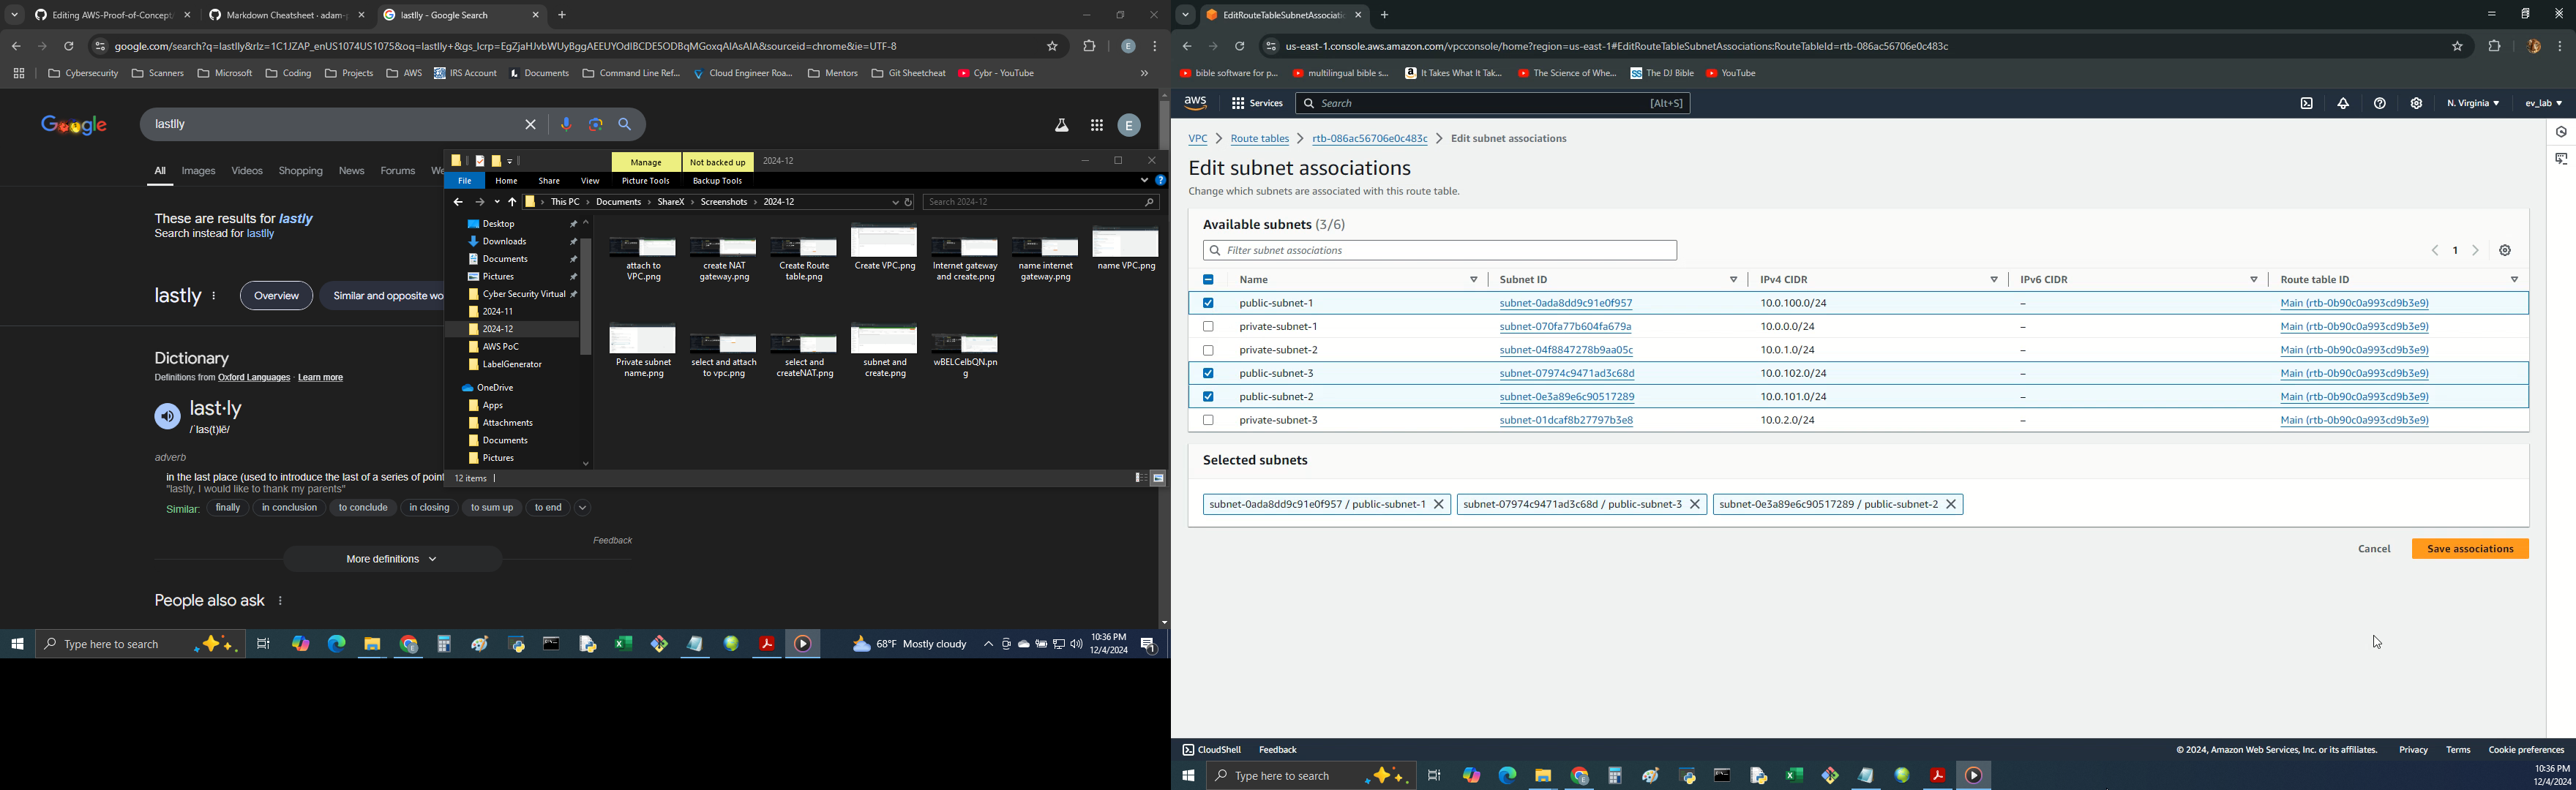 Editing AWS-Proof-of-Concept/
Markdown Cheatsheet · adam-p
lastlly - Google Search
google.com/search?q=lastlly&rlz=1C1JZAP_enUS1074US1075&oq=lastlly+&gs_lcrp=EgZjaHJvbWUyBggAEEUYOdIBCDE5ODBqMGoxqAIAsAIA&sourceid=chrome&ie=UTF-8
E
Cybersecurity
Scanners
Microsoft
Coding
Projects
AWS
IRS Account
Documents
Command Line Ref...
Cloud Engineer Roa...
Mentors
Git Sheetcheat
Cybr - YouTube
lastlly
E
All
Images
Videos
Shopping
News
Forums
We
These are results for lastly
Search instead for lastlly
lastly
Overview
Similar and opposite wo
Dictionary
Definitions from Oxford Languages · Learn more
last·ly
/ˈlas(t)lē/
adverb
in the last place (used to introduce the last of a series of point
"lastly, I would like to thank my parents"
Similar:
finally
in conclusion
to conclude
in closing
to sum up
to end
Feedback
More definitions
People also ask
Manage
Not backed up
2024-12
File
Home
Share
View
Picture Tools
Backup Tools
This PC
Documents
ShareX
Screenshots
2024-12
Search 2024-12
Desktop
Downloads
Documents
Pictures
Cyber Security Virtual
2024-11
2024-12
AWS PoC
LabelGenerator
OneDrive
Apps
Attachments
Documents
Pictures
attach to
VPC.png
create NAT
gateway.png
Create Route
table.png
Create VPC.png
Internet gateway
and create.png
name internet
gateway.png
name VPC.png
Private subnet
name.png
select and attach
to vpc.png
select and
createNAT.png
subnet and
create.png
wBELCelbQN.pn
g
12 items
Type here to search
68°F Mostly cloudy
10:36 PM
12/4/2024
1
EditRouteTableSubnetAssociatic
us-east-1.console.aws.amazon.com/vpcconsole/home?region=us-east-1#EditRouteTableSubnetAssociations:RouteTableId=rtb-086ac56706e0c483c
bible software for p...
multilingual bible s...
It Takes What It Tak...
The Science of Whe...
The DJ Bible
YouTube
aws
Services
Search
[Alt+S]
N. Virginia
ev_lab
VPC
Route tables
rtb-086ac56706e0c483c
Edit subnet associations
Edit subnet associations
Change which subnets are associated with this route table.
Available subnets (3/6)
Filter subnet associations
1
Name
Subnet ID
IPv4 CIDR
IPv6 CIDR
Route table ID
public-subnet-1 subnet-0ada8dd9c91e0f957 10.0.100.0/24 – Main (rtb-0b90c0a993cd9b3e9)
private-subnet-1 subnet-070fa77b604fa679a 10.0.0.0/24 – Main (rtb-0b90c0a993cd9b3e9)
private-subnet-2 subnet-04f8847278b9aa05c 10.0.1.0/24 – Main (rtb-0b90c0a993cd9b3e9)
public-subnet-3 subnet-07974c9471ad3c68d 10.0.102.0/24 – Main (rtb-0b90c0a993cd9b3e9)
public-subnet-2 subnet-0e3a89e6c90517289 10.0.101.0/24 – Main (rtb-0b90c0a993cd9b3e9)
private-subnet-3 subnet-01dcaf8b27797b3e8 10.0.2.0/24 – Main (rtb-0b90c0a993cd9b3e9)
Selected subnets
subnet-0ada8dd9c91e0f957 / public-subnet-1
subnet-07974c9471ad3c68d / public-subnet-3
subnet-0e3a89e6c90517289 / public-subnet-2
Cancel
Save associations
CloudShell
Feedback
© 2024, Amazon Web Services, Inc. or its affiliates.
Privacy
Terms
Cookie preferences
Type here to search
10:36 PM
12/4/2024